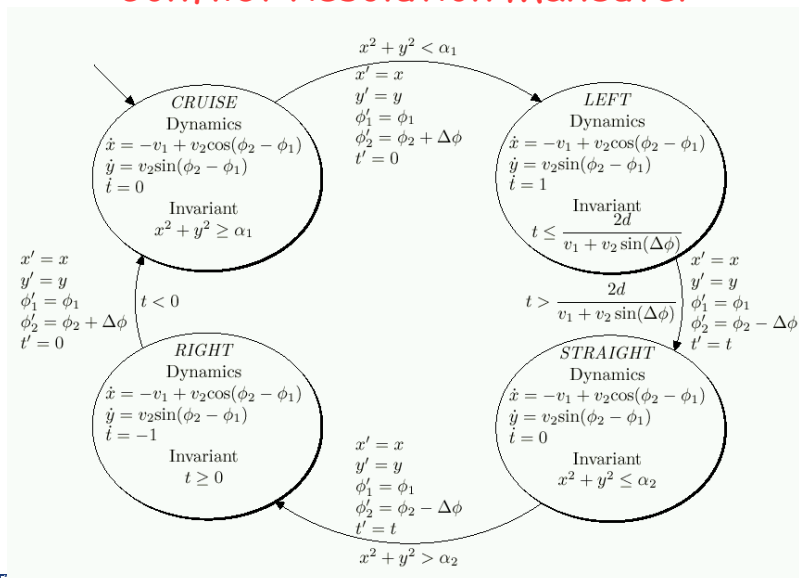 Conflict Resolution Maneuver
x² + y² < α₁
x′ = x
y′ = y
ϕ′₁ = ϕ₁
ϕ′₂ = ϕ₂ + Δϕ
t′ = 0
CRUISE
Dynamics
ẋ = −v₁ + v₂cos(ϕ₂ − ϕ₁)
ẏ = v₂sin(ϕ₂ − ϕ₁)
ṫ = 0
Invariant
x² + y² ≥ α₁
LEFT
Dynamics
ẋ = −v₁ + v₂cos(ϕ₂ − ϕ₁)
ẏ = v₂sin(ϕ₂ − ϕ₁)
ṫ = 1
Invariant
t ≤ 2d / v₁ + v₂ sin(Δϕ)
x′ = x
y′ = y
ϕ′₁ = ϕ₁
ϕ′₂ = ϕ₂ + Δϕ
t′ = 0
t < 0
t > 2d / v₁ + v₂ sin(Δϕ)
x′ = x
y′ = y
ϕ′₁ = ϕ₁
ϕ′₂ = ϕ₂ − Δϕ
t′ = t
RIGHT
Dynamics
ẋ = −v₁ + v₂cos(ϕ₂ − ϕ₁)
ẏ = v₂sin(ϕ₂ − ϕ₁)
ṫ = −1
Invariant
t ≥ 0
STRAIGHT
Dynamics
ẋ = −v₁ + v₂cos(ϕ₂ − ϕ₁)
ẏ = v₂sin(ϕ₂ − ϕ₁)
ṫ = 0
Invariant
x² + y² ≤ α₂
x′ = x
y′ = y
ϕ′₁ = ϕ₁
ϕ′₂ = ϕ₂ − Δϕ
t′ = t
x² + y² > α₂